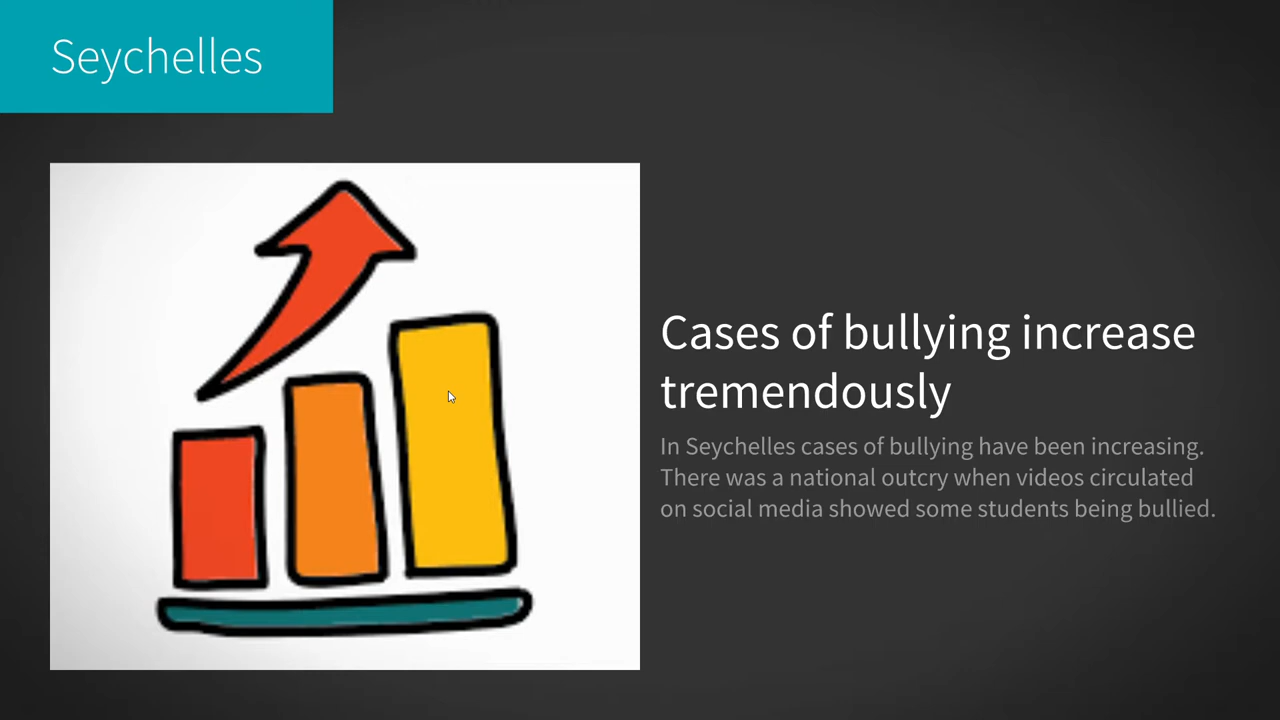 Seychelles
Cases of bullying increase
tremendously
In Seychelles cases of bullying have been increasing.
There was a national outcry when videos circulated
on social media showed some students being bullied.